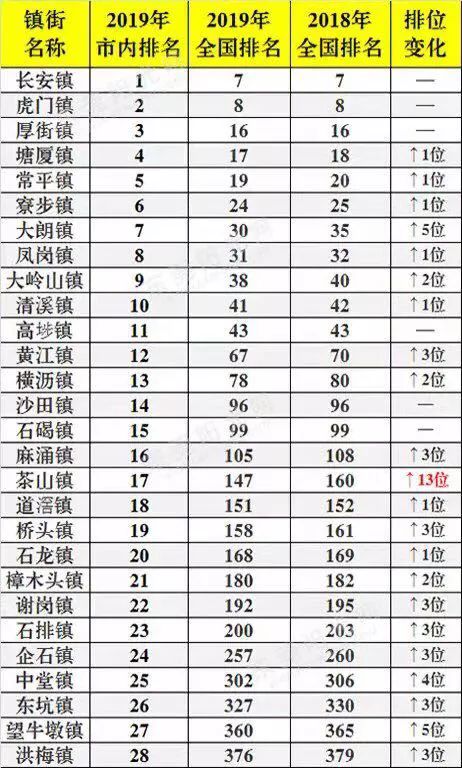 镇街名称 2019年市内排名 2019年全国排名 2018年全国排名 排位变化
长安镇 1 7 7 —
虎门镇 2 8 8 —
厚街镇 3 16 16 —
塘厦镇 4 17 18 ↑1位
常平镇 5 19 20 ↑1位
寮步镇 6 24 25 ↑1位
大朗镇 7 30 35 ↑5位
凤岗镇 8 31 32 ↑1位
大岭山镇 9 38 40 ↑2位
清溪镇 10 41 42 ↑1位
高埗镇 11 43 43 —
黄江镇 12 67 70 ↑3位
横沥镇 13 78 80 ↑2位
沙田镇 14 96 96 —
石碣镇 15 99 99 —
麻涌镇 16 105 108 ↑3位
茶山镇 17 147 160 ↑13位
道滘镇 18 151 152 ↑1位
桥头镇 19 158 161 ↑3位
石龙镇 20 168 169 ↑1位
樟木头镇 21 180 182 ↑2位
谢岗镇 22 192 195 ↑3位
石排镇 23 200 203 ↑3位
企石镇 24 257 260 ↑3位
中堂镇 25 302 306 ↑4位
东坑镇 26 327 330 ↑3位
望牛墩镇 27 360 365 ↑5位
洪梅镇 28 376 379 ↑3位